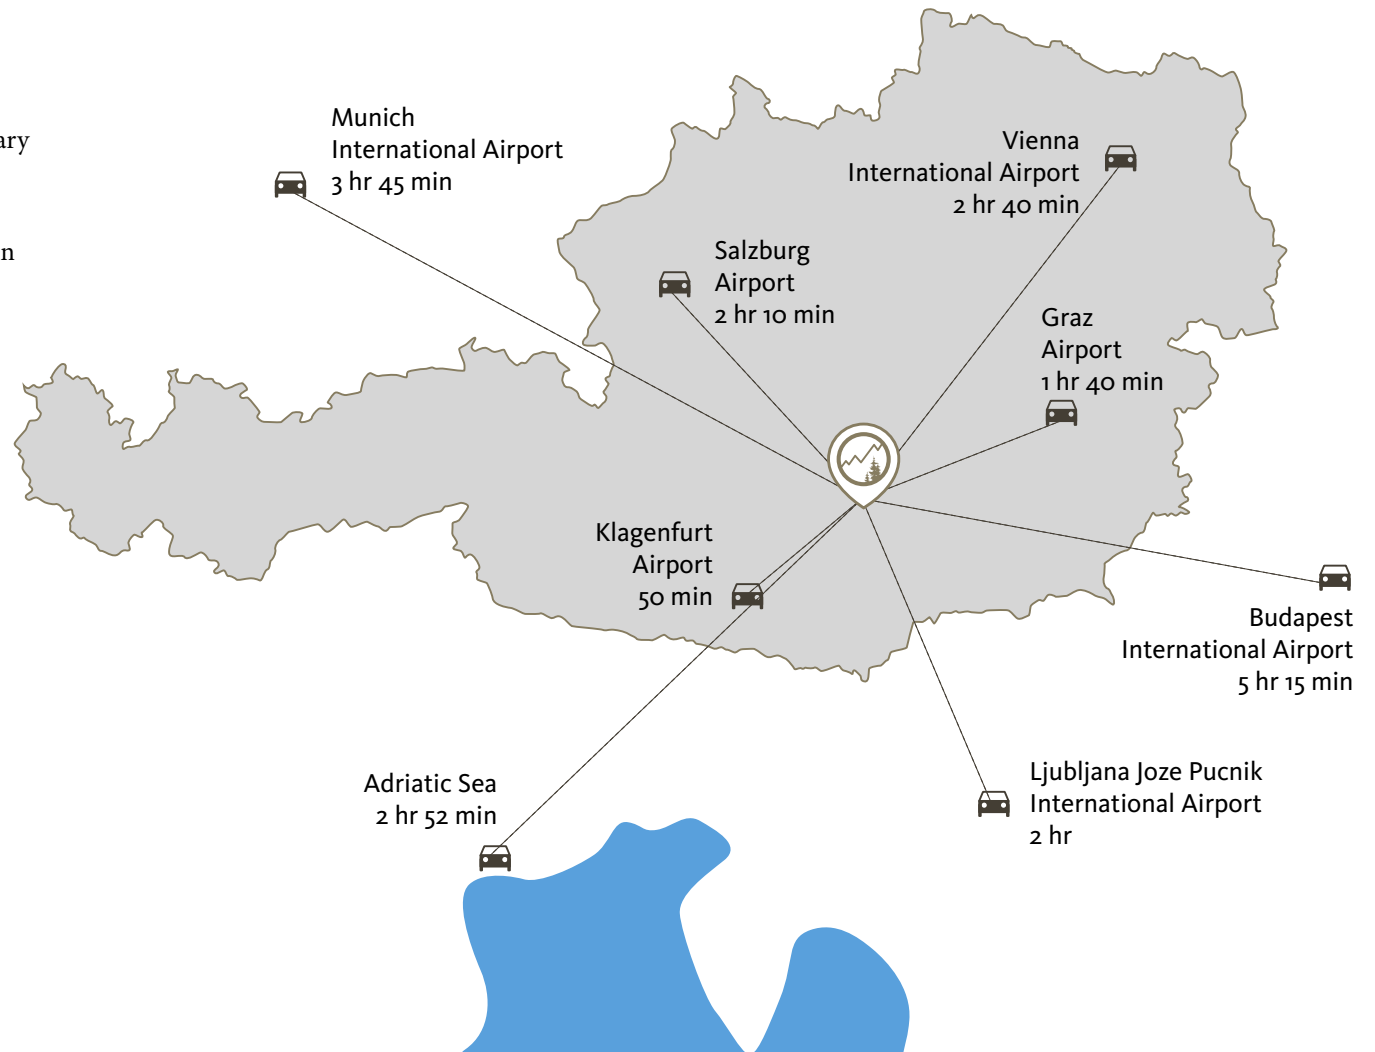 Munich
International Airport
3 hr 45 min
Vienna
International Airport
2 hr 40 min
Salzburg
Airport
2 hr 10 min
Graz
Airport
1 hr 40 min
Klagenfurt
Airport
50 min
Budapest
International Airport
5 hr 15 min
Adriatic Sea
2 hr 52 min
Ljubljana Joze Pucnik
International Airport
2 hr